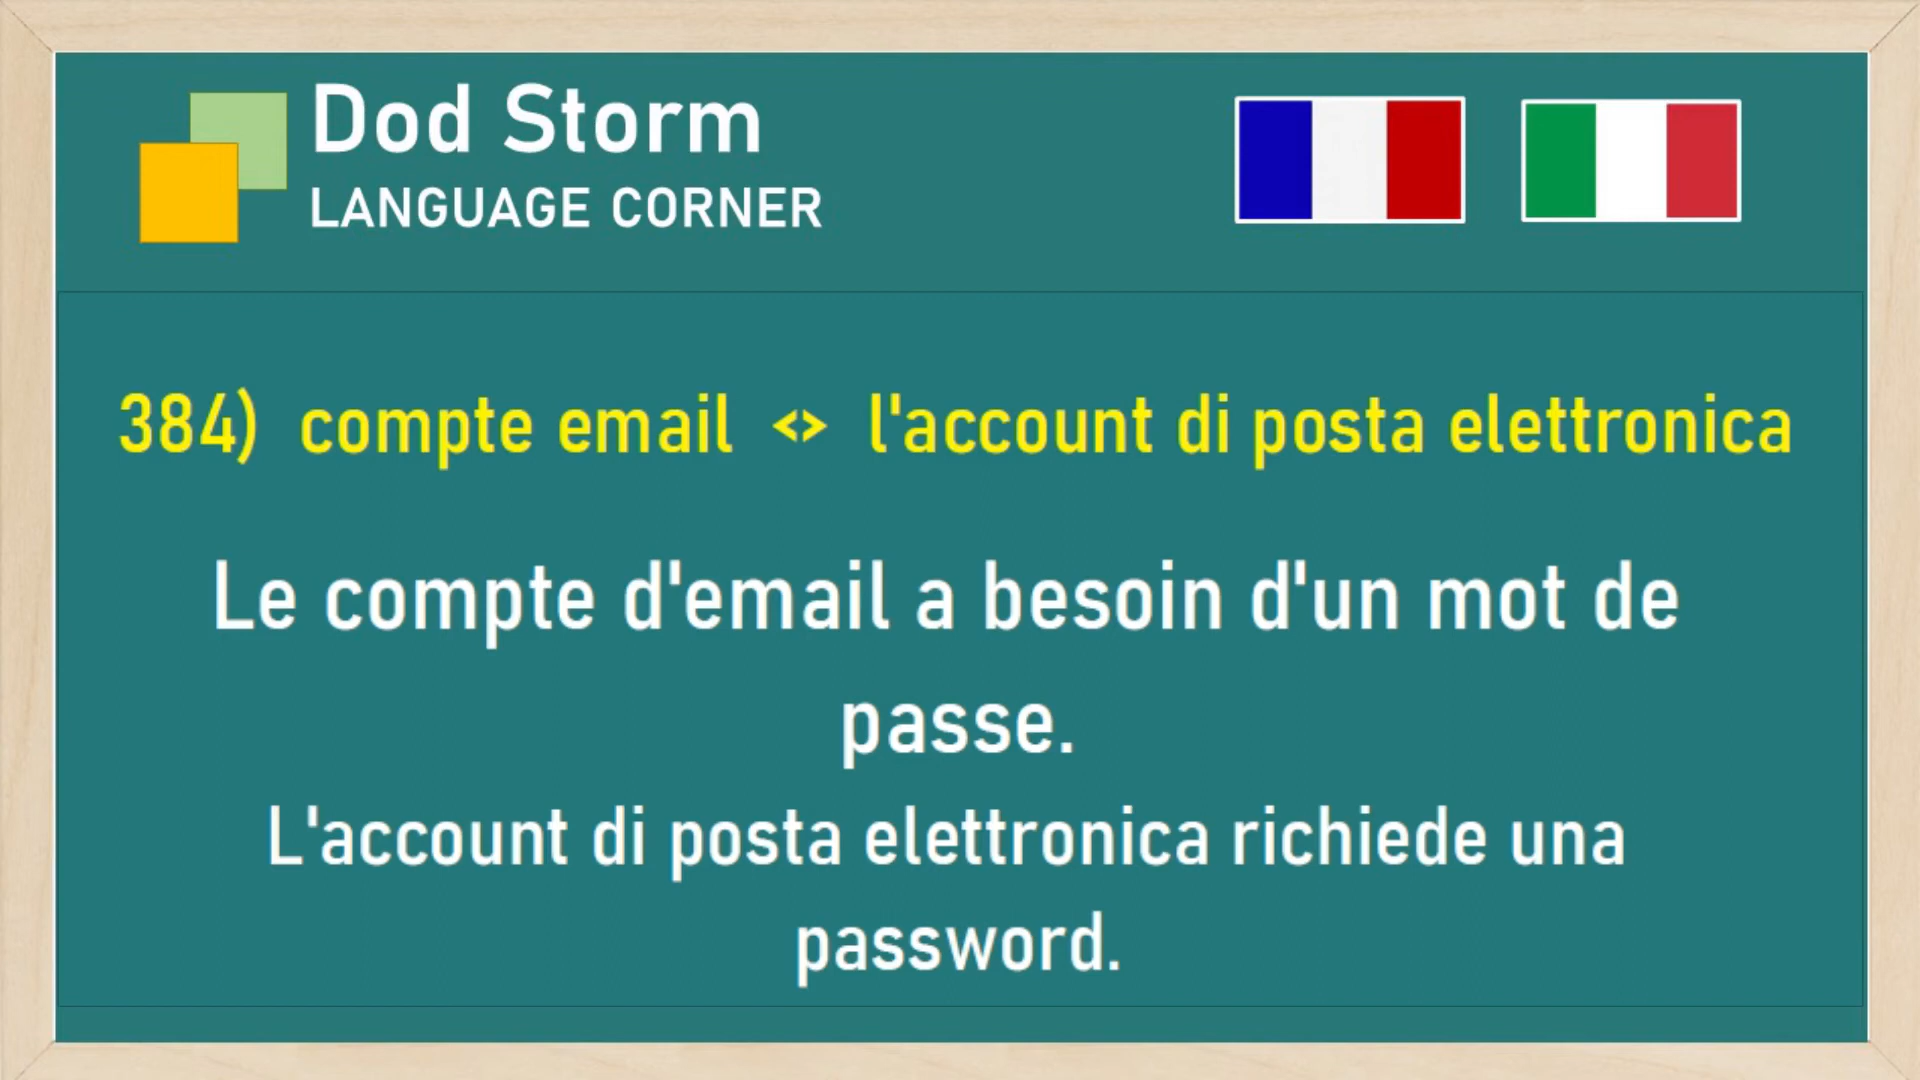 Dod Storm
LANGUAGE CORNER
384) compte email <> l'account di posta elettronica
Le compte d'email a besoin d'un mot de
passe.
L'account di posta elettronica richiede una
password.